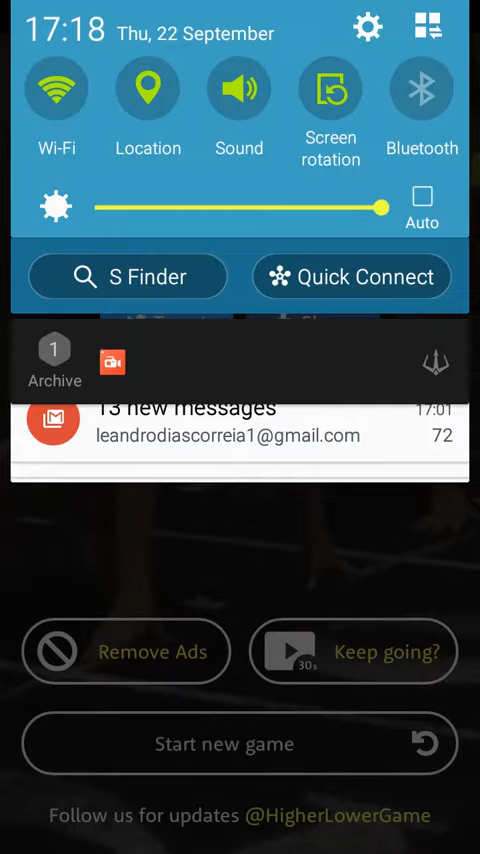 17:18 Thu, 22 September
Wi-Fi
Location
Sound
Screen
rotation
Bluetooth
Auto
S Finder
Quick Connect
1
Archive
13 new messages 17:01
leandrodiascorreia1@gmail.com 72
Remove Ads
30s
Keep going?
Start new game
Follow us for updates @HigherLowerGame